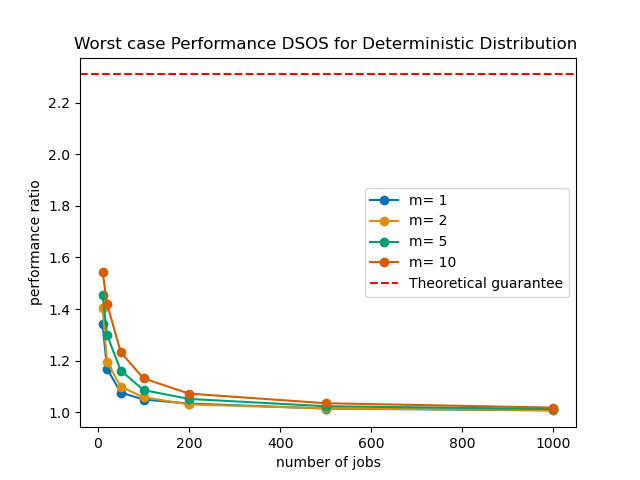 Worst case Performance DSOS for Deterministic Distribution
performance ratio
2.2
2.0
1.8
1.6
1.4
1.2
1.0
m= 1
m= 2
m= 5
m= 10
Theoretical guarantee
0
200
400
600
800
1000
number of jobs